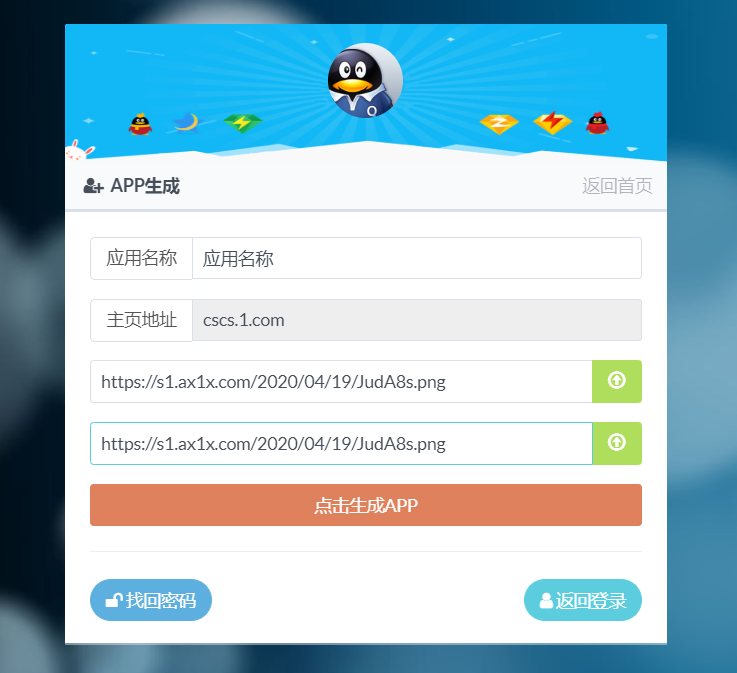 APP生成
返回首页
应用名称
应用名称
主页地址
cscs.1.com
https://s1.ax1x.com/2020/04/19/JudA8s.png
https://s1.ax1x.com/2020/04/19/JudA8s.png
点击生成APP
找回密码
返回登录